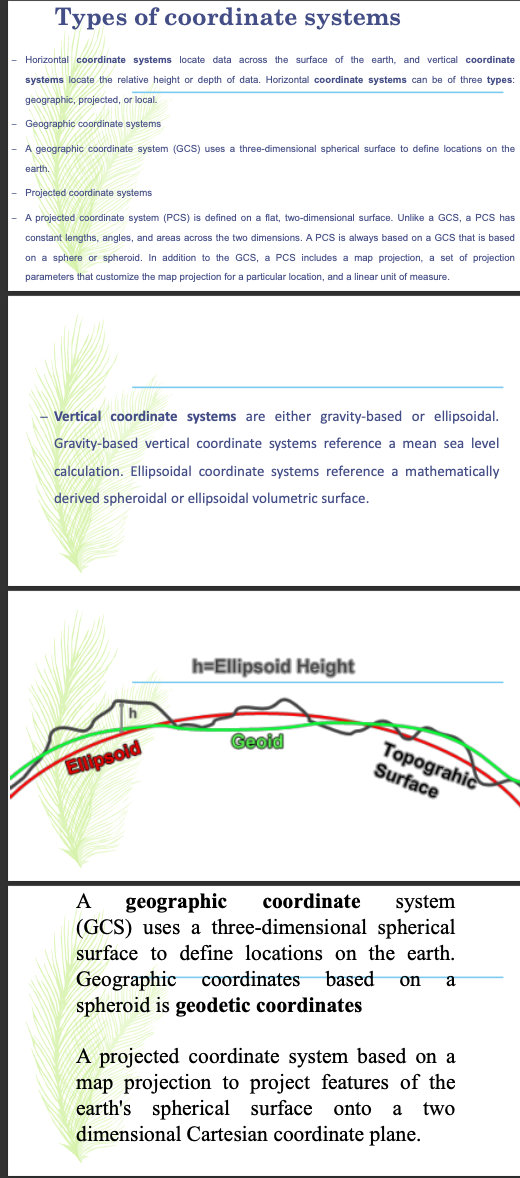 Types of coordinate systems
– Horizontal coordinate systems locate data across the surface of the earth, and vertical coordinate
systems locate the relative height or depth of data. Horizontal coordinate systems can be of three types:
geographic, projected, or local.
– Geographic coordinate systems
– A geographic coordinate system (GCS) uses a three-dimensional spherical surface to define locations on the
earth.
– Projected coordinate systems
– A projected coordinate system (PCS) is defined on a flat, two-dimensional surface. Unlike a GCS, a PCS has
constant lengths, angles, and areas across the two dimensions. A PCS is always based on a GCS that is based
on a sphere or spheroid. In addition to the GCS, a PCS includes a map projection, a set of projection
parameters that customize the map projection for a particular location, and a linear unit of measure.
– Vertical coordinate systems are either gravity-based or ellipsoidal.
Gravity-based vertical coordinate systems reference a mean sea level
calculation. Ellipsoidal coordinate systems reference a mathematically
derived spheroidal or ellipsoidal volumetric surface.
h=Ellipsoid Height
h
Ellipsoid
Geoid
Topograhic
Surface
A geographic coordinate system
(GCS) uses a three-dimensional spherical
surface to define locations on the earth.
Geographic coordinates based on a
spheroid is geodetic coordinates
A projected coordinate system based on a
map projection to project features of the
earth's spherical surface onto a two
dimensional Cartesian coordinate plane.